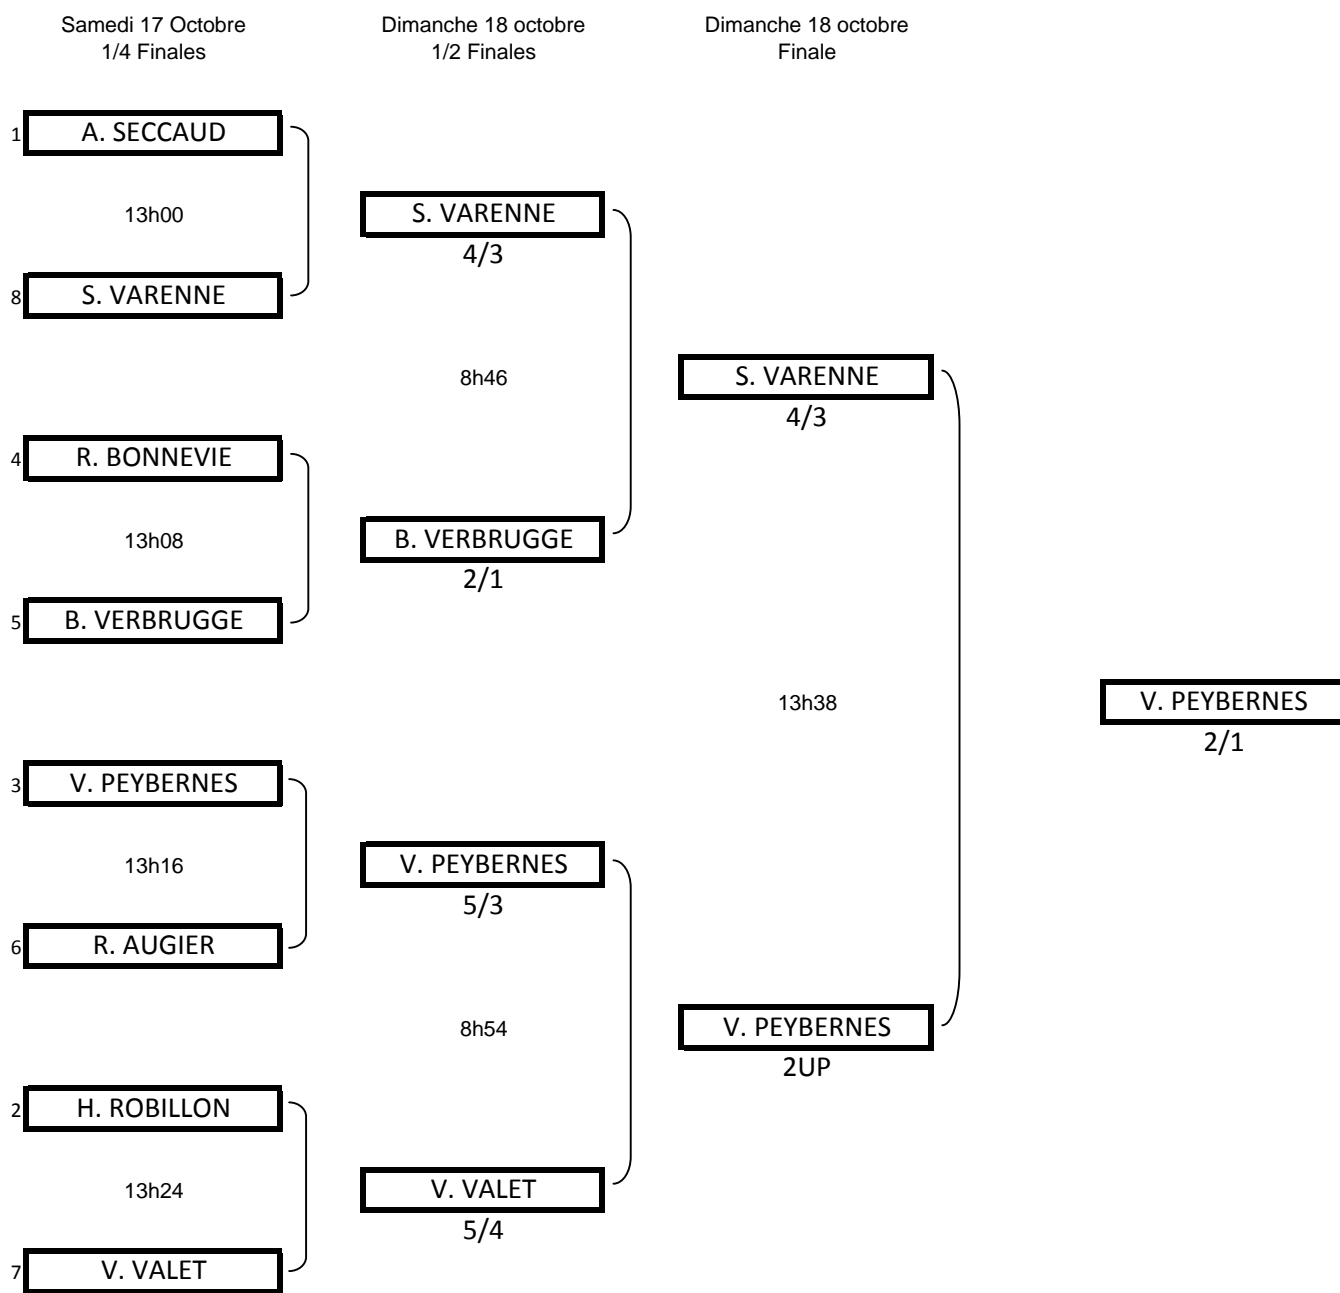 Samedi 17 Octobre
1/4 Finales
Dimanche 18 octobre
1/2 Finales
Dimanche 18 octobre
Finale
1 A. SECCAUD
13h00
8 S. VARENNE
4 R. BONNEVIE
13h08
5 B. VERBRUGGE
3 V. PEYBERNES
13h16
6 R. AUGIER
2 H. ROBILLON
13h24
7 V. VALET
S. VARENNE
4/3
8h46
B. VERBRUGGE
2/1
V. PEYBERNES
5/3
8h54
V. VALET
5/4
S. VARENNE
4/3
13h38
V. PEYBERNES
2UP
V. PEYBERNES
2/1